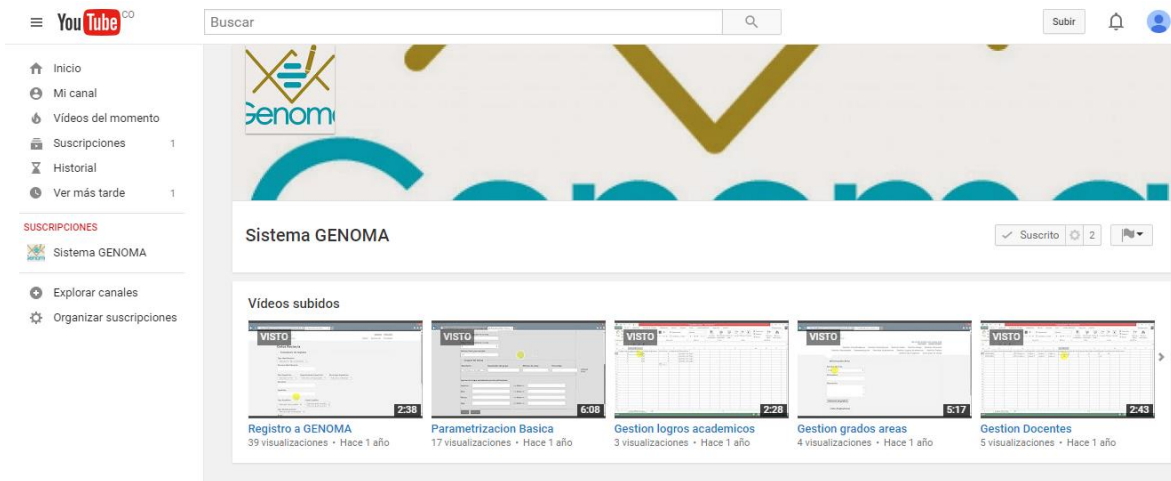 YouTube CO
Buscar
Subir
Inicio
Mi canal
Vídeos del momento
Suscripciones 1
Historial
Ver más tarde 1
SUSCRIPCIONES
Sistema GENOMA
Explorar canales
Organizar suscripciones
Genoma
Sistema GENOMA
Suscrito 2
Vídeos subidos
VISTO
2:38
Registro a GENOMA
39 visualizaciones • Hace 1 año
VISTO
6:08
Parametrizacion Basica
17 visualizaciones • Hace 1 año
VISTO
2:28
Gestion logros academicos
3 visualizaciones • Hace 1 año
VISTO
5:17
Gestion grados areas
4 visualizaciones • Hace 1 año
VISTO
2:43
Gestion Docentes
5 visualizaciones • Hace 1 año